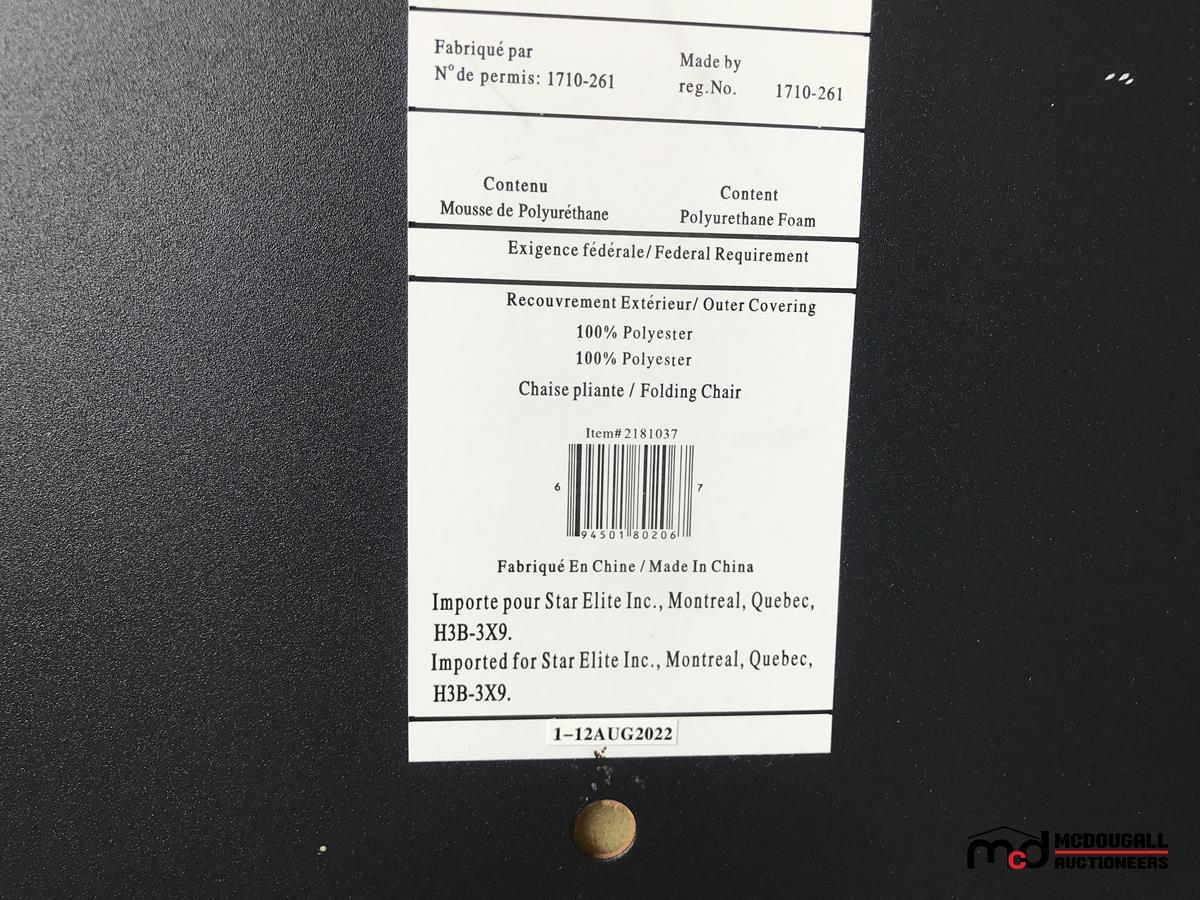 Fabriqué par
N° de permis: 1710-261
Made by
reg.No. 1710-261
Contenu
Mousse de Polyuréthane
Content
Polyurethane Foam
Exigence fédérale/ Federal Requirement
Recouvrement Extérieur/ Outer Covering
100% Polyester
100% Polyester
Chaise pliante / Folding Chair
Item# 2181037
6 94501 80206 7
Fabriqué En Chine / Made In China
Importe pour Star Elite Inc., Montreal, Quebec,
H3B-3X9.
Imported for Star Elite Inc., Montreal, Quebec,
H3B-3X9.
1-12AUG2022
mcd MCDOUGALL
AUCTIONEERS